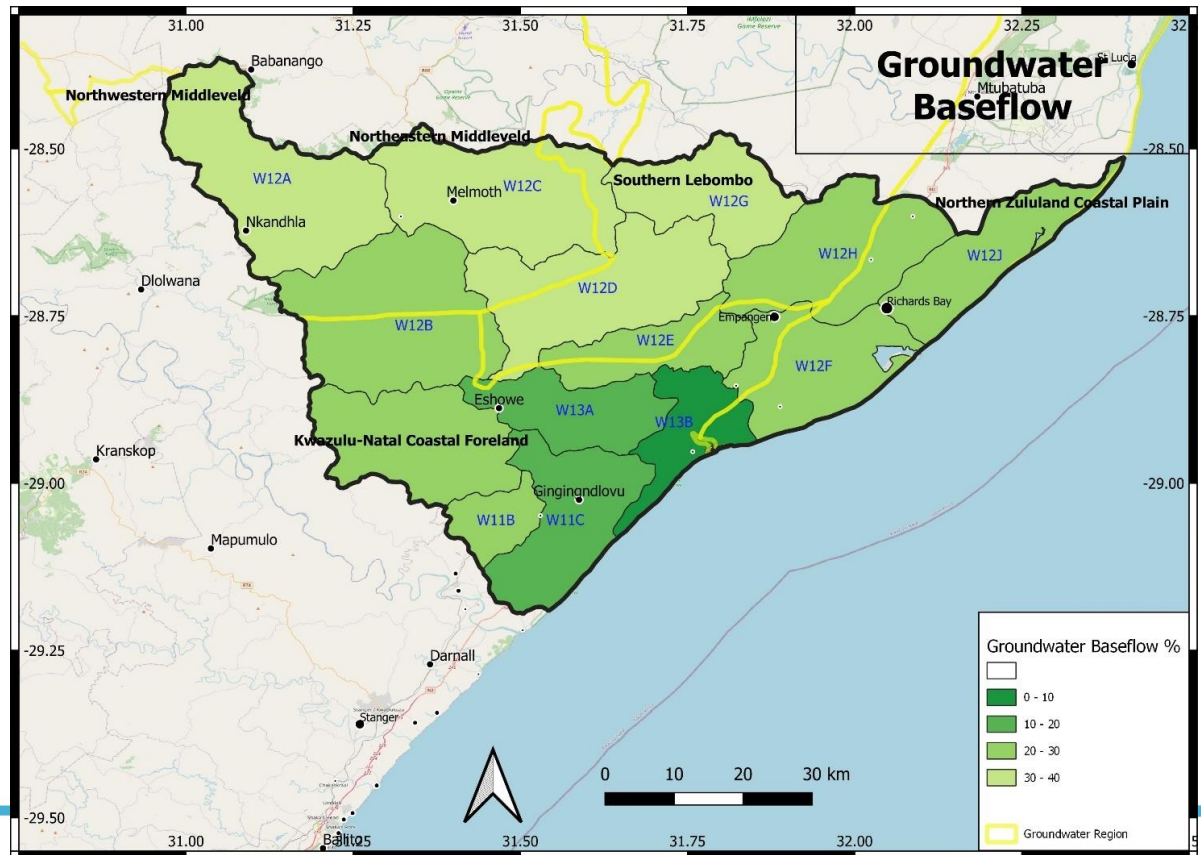 31.00 31.25 31.50 31.75 32.00 32.25 32
Groundwater
Baseflow
St Lucia
Mtubatuba
Babanango
Northwestern Middleveld
Northeastern Middleveld
-28.50 -28.50
W12A
Melmoth
W12C
Southern Lebombo
W12G
Northern Zululand Coastal Plain
Nkandhla
W12H
W12J
Dlolwana
W12D
Richards Bay
-28.75 -28.75
W12B
Empangeni
W12E
W12F
Eshowe
W13A
W13B
Kwazulu-Natal Coastal Foreland
Kranskop
-29.00 -29.00
Gingingndlovu
W11B
W11C
Mapumulo
-29.25
Darnall
Stanger
Groundwater Baseflow %
0 - 10
10 - 20
20 - 30
30 - 40
Groundwater Region
0 10 20 30 km
-29.50
Ballito
31.00 31.25 31.50 31.75 32.00